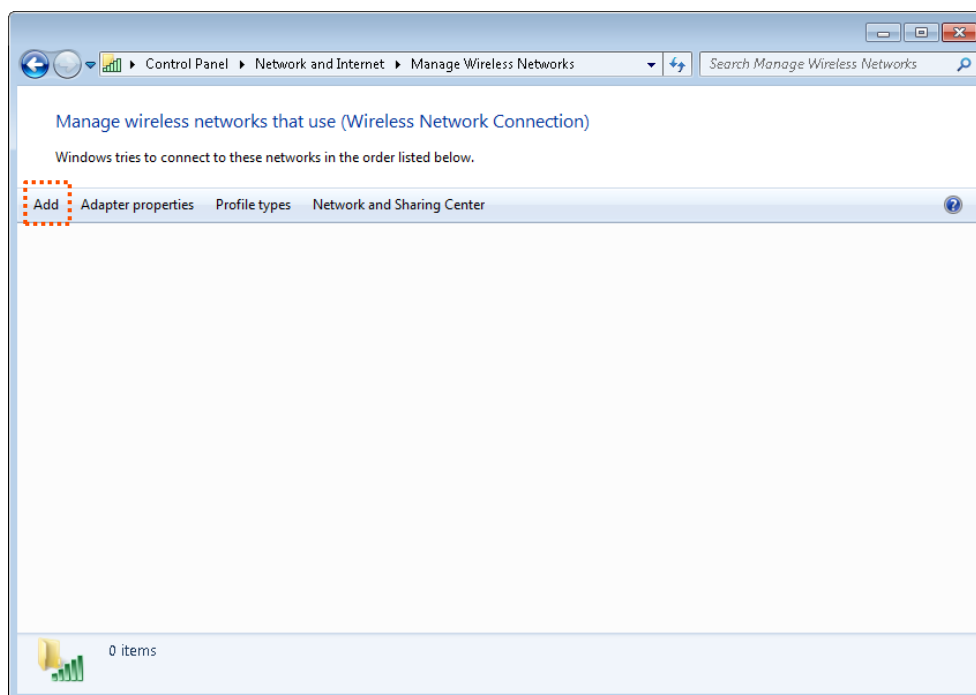 Control Panel Network and Internet Manage Wireless Networks Search Manage Wireless Networks
Manage wireless networks that use (Wireless Network Connection)
Windows tries to connect to these networks in the order listed below.
Add Adapter properties Profile types Network and Sharing Center
0 items